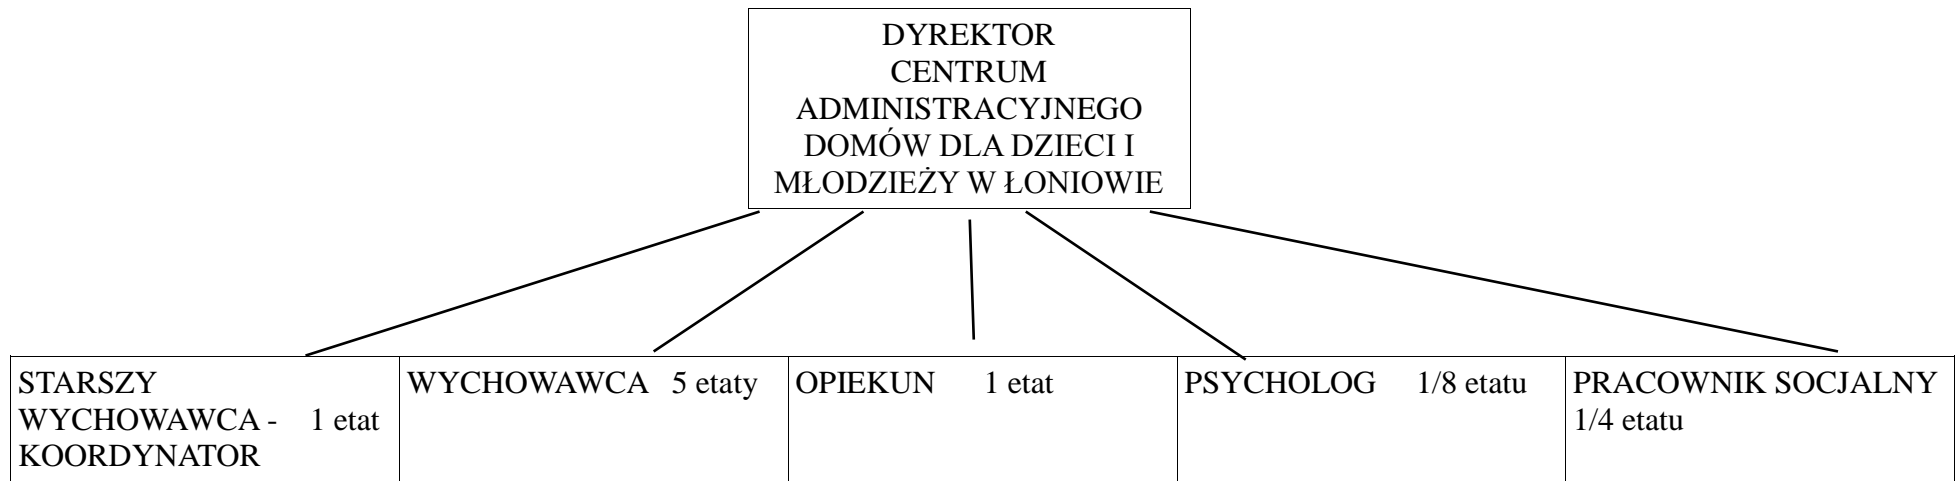 DYREKTOR
CENTRUM
ADMINISTRACYJNEGO
DOMÓW DLA DZIECI I
MŁODZIEŻY W ŁONIOWIE
STARSZY
WYCHOWAWCA - 1 etat
KOORDYNATOR
WYCHOWAWCA 5 etaty
OPIEKUN 1 etat
PSYCHOLOG 1/8 etatu
PRACOWNIK SOCJALNY
1/4 etatu